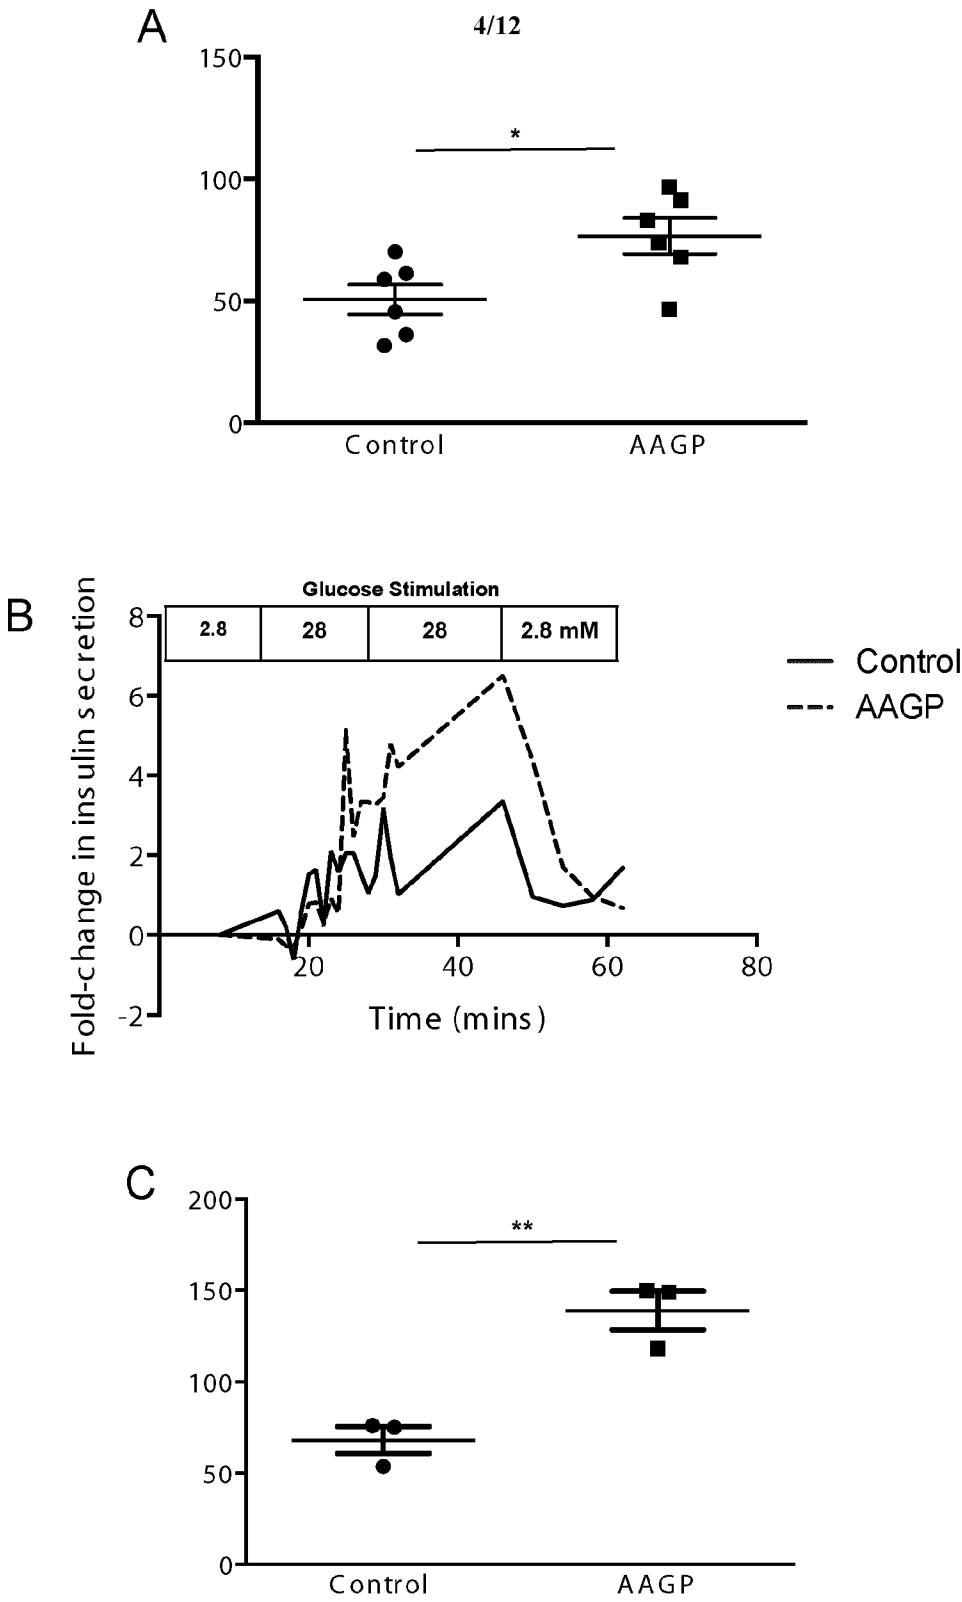 A
4/12
150
*
100
50
0
Control AAGP
B
Glucose Stimulation
2.8 28 28 2.8 mM
Fold-change in insulin secretion
8
6
4
2
0
-2
20 40 60 80
Time (mins)
Control
AAGP
C
200
**
150
100
50
0
Control AAGP